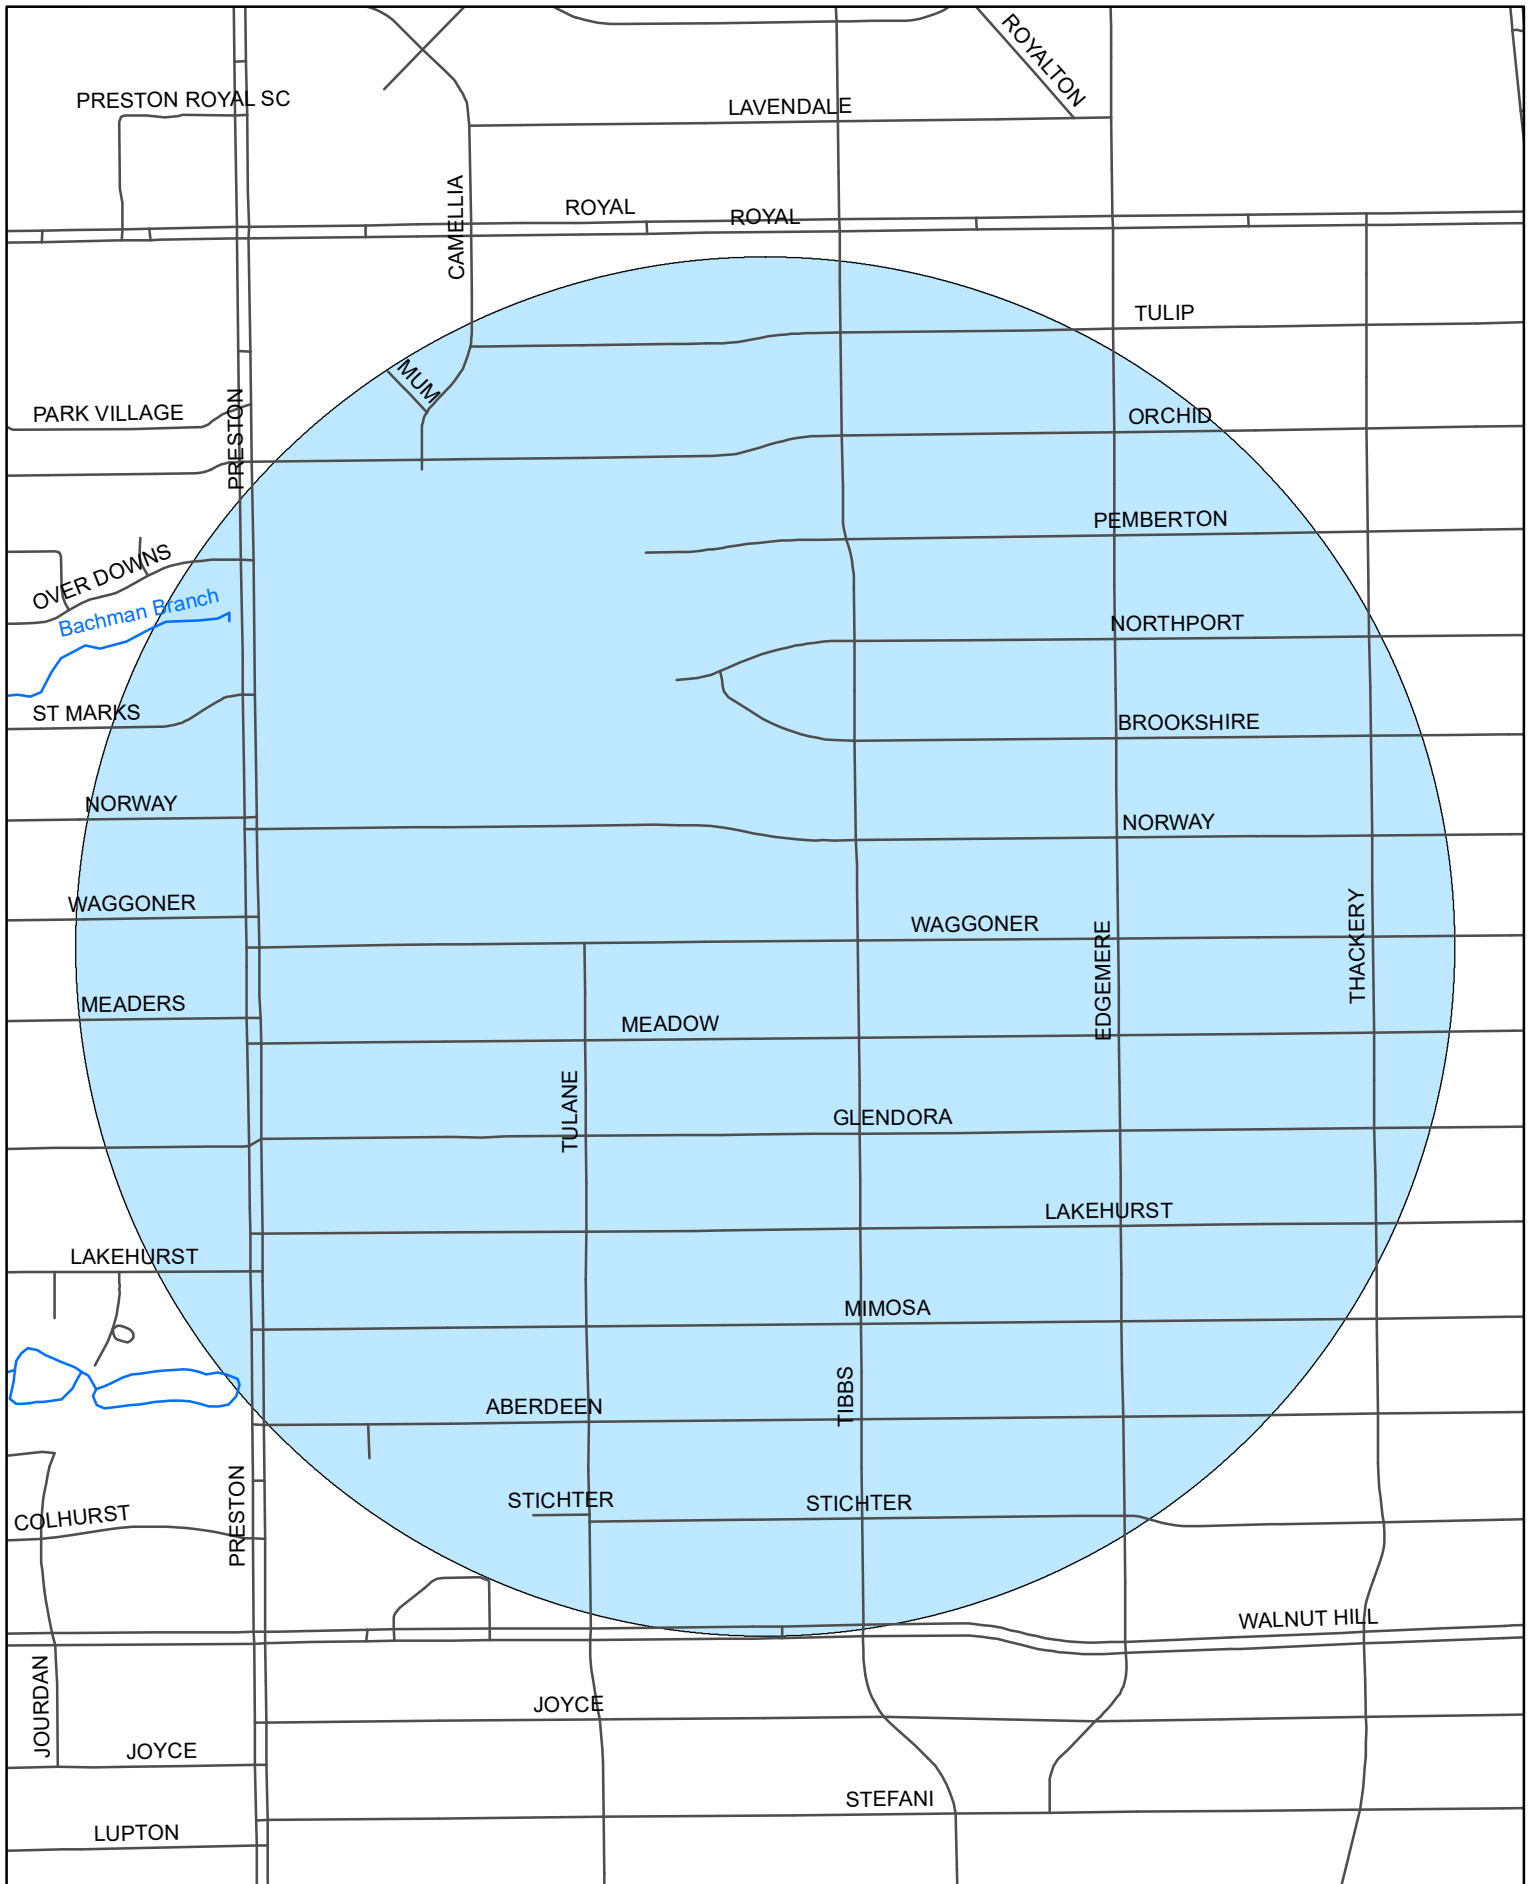 ROYALTON
PRESTON ROYAL SC
LAVENDALE
CAMELLIA
ROYAL
ROYAL
TULIP
MUM
PARK VILLAGE
PRESTON
ORCHID
PEMBERTON
OVER DOWNS
Bachman Branch
NORTHPORT
ST MARKS
BROOKSHIRE
NORWAY
NORWAY
WAGGONER
WAGGONER
EDGEMERE
THACKERY
MEADERS
MEADOW
TULANE
GLENDORA
LAKEHURST
LAKEHURST
MIMOSA
TIBBS
ABERDEEN
STICHTER
STICHTER
COLHURST
PRESTON
WALNUT HILL
JOURDAN
JOYCE
JOYCE
STEFANI
LUPTON